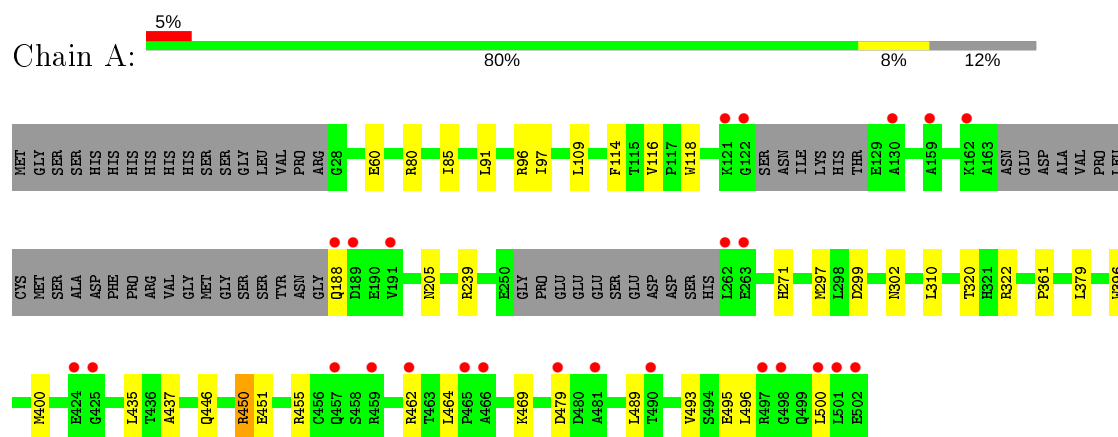 5%
Chain A:
80% 8% 12%
MET GLY SER SER HIS HIS HIS HIS HIS HIS SER SER GLY LEU VAL PRO ARG G28 E60 R80 I85 L91 R96 I97 L109 F114 T115 V116 P117 W118 K121 G122 SER ASN ILE LYS HIS THR E129 A130 A159 K162 A163 ASN GLU ASP ALA VAL PRO LEU
CYS MET SER ALA ASP PHE PRO ARG VAL GLY MET GLY SER SER TYR ASN GLY Q188 D189 E190 V191 N205 R239 E250 GLY PRO GLU GLU GLU SER GLU ASP ASP SER HIS L262 E263 H271 M297 L298 D299 N302 L310 T320 H321 R322 P361 L379 W396
M400 E424 G425 L435 T436 A437 Q446 R450 E451 R455 C456 Q457 S458 R459 R462 T463 L464 P465 A466 K469 D479 D480 A481 L489 T490 V493 S494 E495 L496 R497 G498 Q499 L500 L501 E502